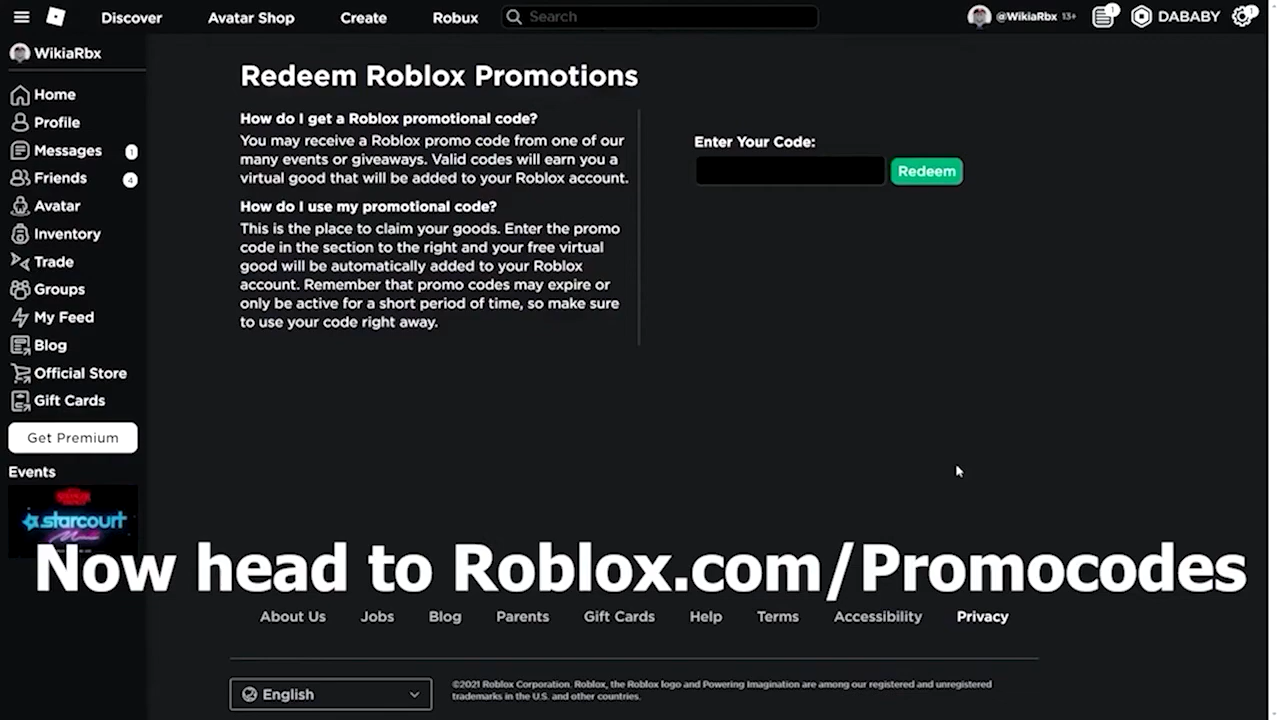 Discover Avatar Shop Create Robux Search @WikiaRbx 13+ 1 DABABY 1
WikiaRbx
Home
Profile
Messages 1
Friends 4
Avatar
Inventory
Trade
Groups
My Feed
Blog
Official Store
Gift Cards
Get Premium
Events
starcourt
Redeem Roblox Promotions
How do I get a Roblox promotional code?
You may receive a Roblox promo code from one of our
many events or giveaways. Valid codes will earn you a
virtual good that will be added to your Roblox account.
How do I use my promotional code?
This is the place to claim your goods. Enter the promo
code in the section to the right and your free virtual
good will be automatically added to your Roblox
account. Remember that promo codes may expire or
only be active for a short period of time, so make sure
to use your code right away.
Enter Your Code:
Redeem
Now head to Roblox.com/Promocodes
About Us Jobs Blog Parents Gift Cards Help Terms Accessibility Privacy
English
©2021 Roblox Corporation. Roblox, the Roblox logo and Powering Imagination are among our registered and unregistered
trademarks in the U.S. and other countries.